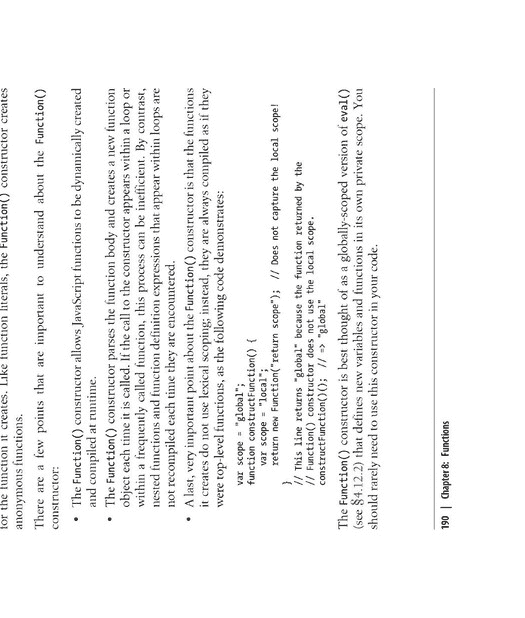 for the function it creates. Like function literals, the Function() constructor creates
anonymous functions.
There are a few points that are important to understand about the Function()
constructor:
• The Function() constructor allows JavaScript functions to be dynamically created
and compiled at runtime.
• The Function() constructor parses the function body and creates a new function
object each time it is called. If the call to the constructor appears within a loop or
within a frequently called function, this process can be inefficient. By contrast,
nested functions and function definition expressions that appear within loops are
not recompiled each time they are encountered.
• A last, very important point about the Function() constructor is that the functions
it creates do not use lexical scoping; instead, they are always compiled as if they
were top-level functions, as the following code demonstrates:
var scope = "global";
function constructFunction() {
var scope = "local";
return new Function("return scope"); // Does not capture the local scope!
}
// This line returns "global" because the function returned by the
// Function() constructor does not use the local scope.
constructFunction()(); // => "global"
The Function() constructor is best thought of as a globally-scoped version of eval()
(see §4.12.2) that defines new variables and functions in its own private scope. You
should rarely need to use this constructor in your code.
190 | Chapter 8: Functions